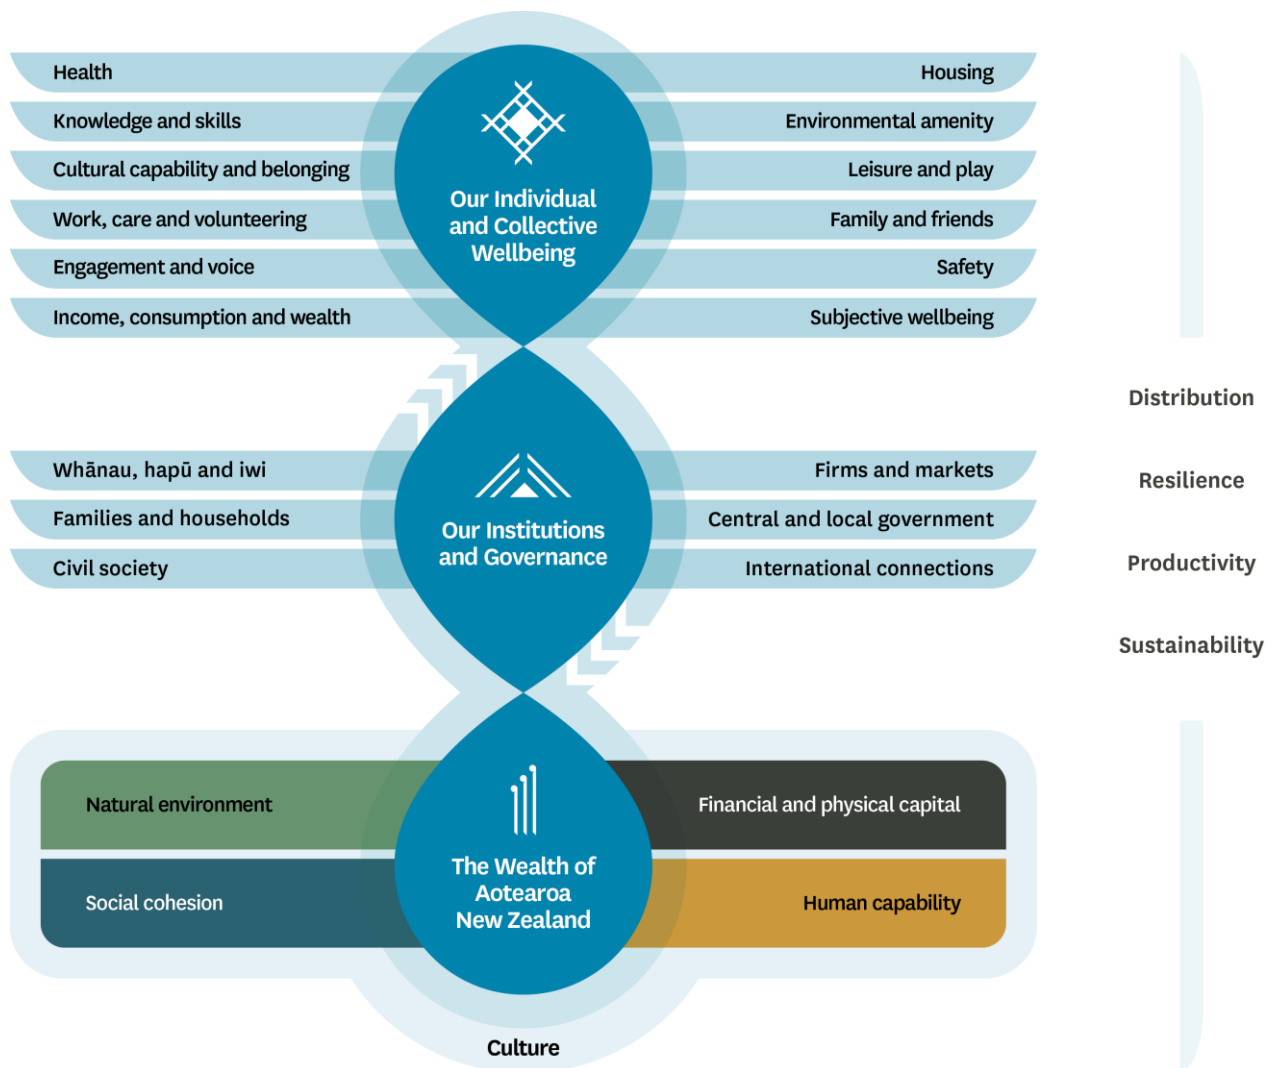 Health
Knowledge and skills
Cultural capability and belonging
Work, care and volunteering
Engagement and voice
Income, consumption and wealth
Our Individual
and Collective
Wellbeing
Housing
Environmental amenity
Leisure and play
Family and friends
Safety
Subjective wellbeing
Whānau, hapū and iwi
Families and households
Civil society
Our Institutions
and Governance
Firms and markets
Central and local government
International connections
Natural environment
Social cohesion
The Wealth of
Aotearoa
New Zealand
Financial and physical capital
Human capability
Culture
Distribution
Resilience
Productivity
Sustainability